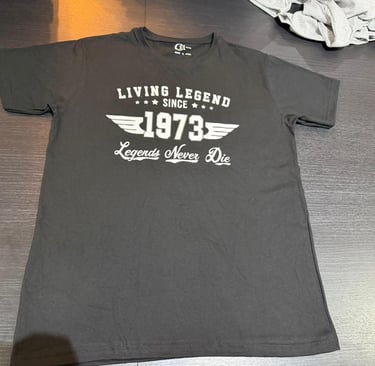 LIVING LEGEND
SINCE
1973
Legends Never Die